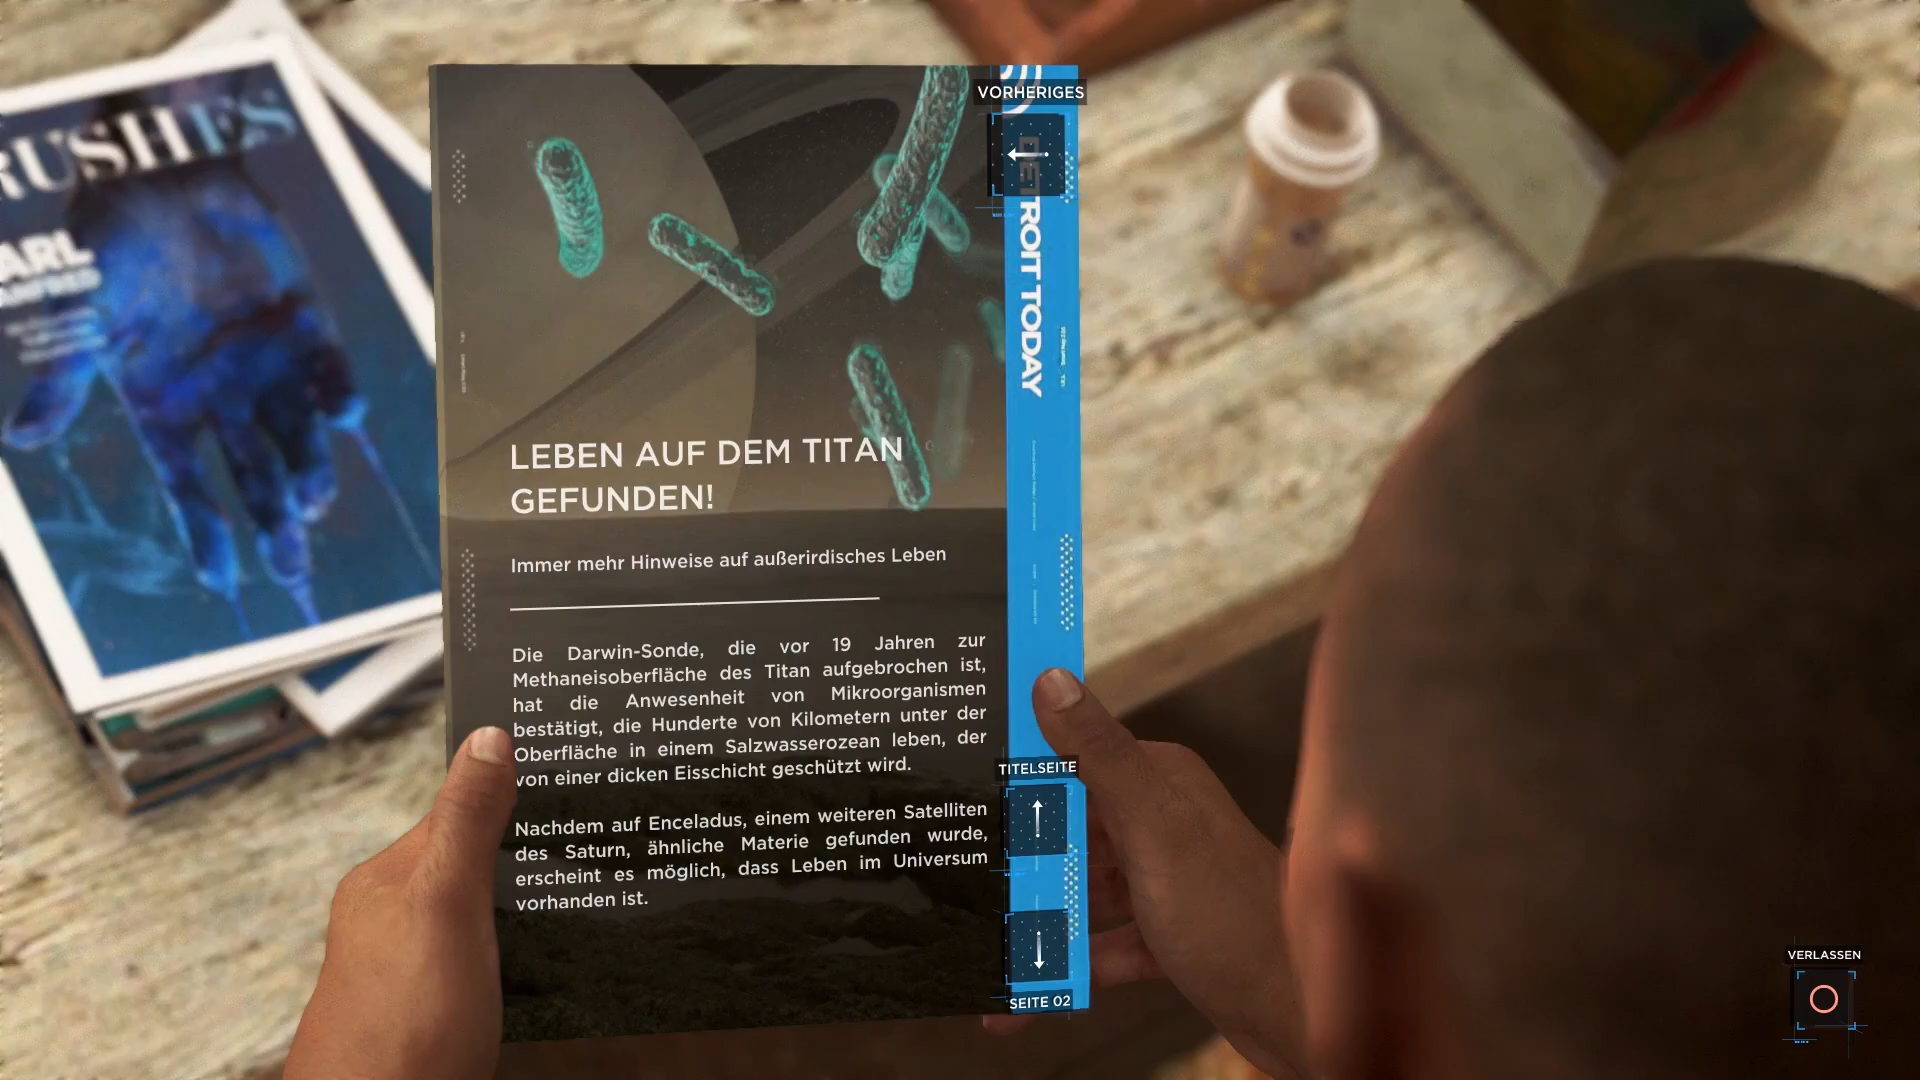 RUSHES
ARL
VORHERIGES
DETROIT TODAY
LEBEN AUF DEM TITAN
GEFUNDEN!
Immer mehr Hinweise auf außerirdisches Leben
Die Darwin-Sonde, die vor 19 Jahren zur
Methaneisoberfläche des Titan aufgebrochen ist,
hat die Anwesenheit von Mikroorganismen
bestätigt, die Hunderte von Kilometern unter der
Oberfläche in einem Salzwasserozean leben, der
von einer dicken Eisschicht geschützt wird.
Nachdem auf Enceladus, einem weiteren Satelliten
des Saturn, ähnliche Materie gefunden wurde,
erscheint es möglich, dass Leben im Universum
vorhanden ist.
TITELSEITE
SEITE 02
VERLASSEN